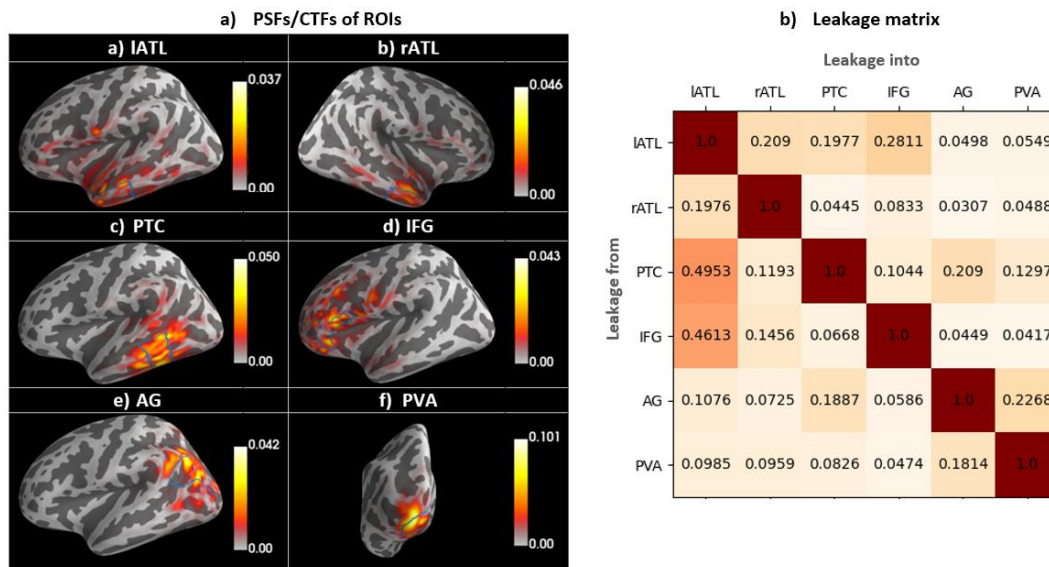 a) PSFs/CTFs of ROIs
a) lATL
b) rATL
0.037
0.00
0.046
0.00
c) PTC
d) IFG
0.050
0.00
0.043
0.00
e) AG
f) PVA
0.042
0.00
0.101
0.00
b) Leakage matrix
Leakage into
lATL rATL PTC IFG AG PVA
Leakage from
lATL 1.0 0.209 0.1977 0.2811 0.0498 0.0549
rATL 0.1976 1.0 0.0445 0.0833 0.0307 0.0488
PTC 0.4953 0.1193 1.0 0.1044 0.209 0.1297
IFG 0.4613 0.1456 0.0668 1.0 0.0449 0.0417
AG 0.1076 0.0725 0.1887 0.0586 1.0 0.2268
PVA 0.0985 0.0959 0.0826 0.0474 0.1814 1.0